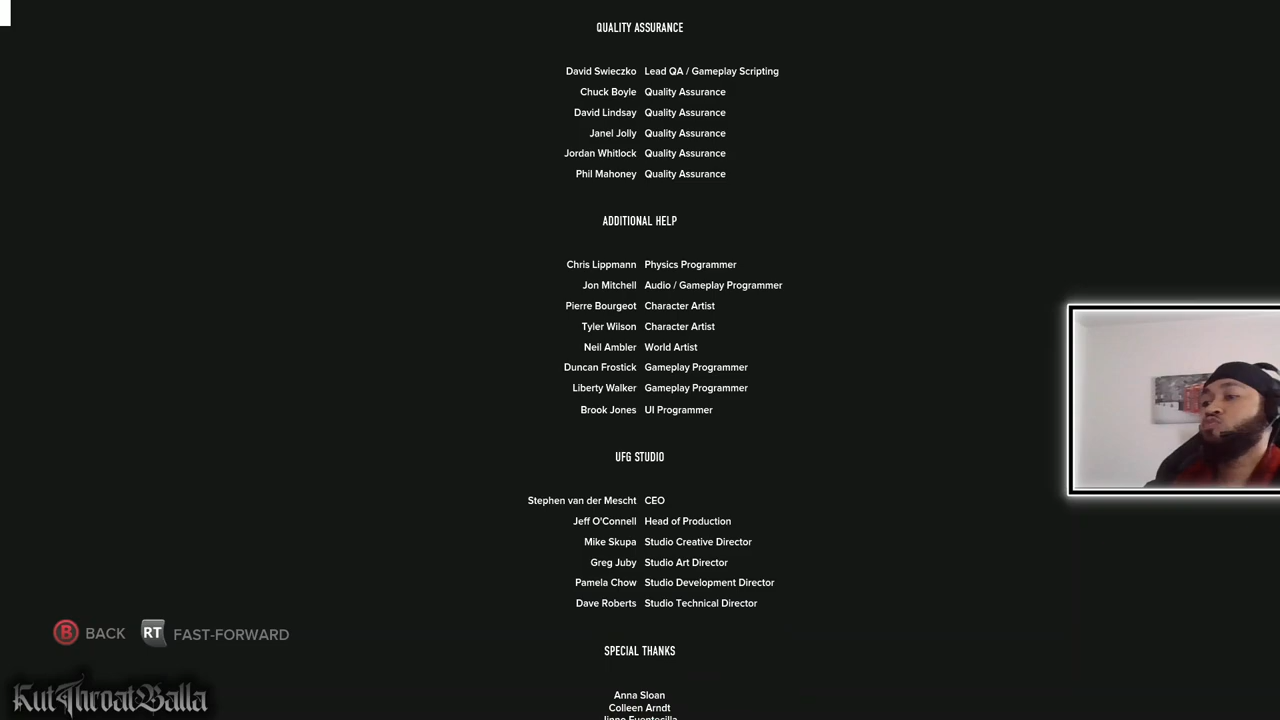 QUALITY ASSURANCE
David Swieczko Lead QA / Gameplay Scripting
Chuck Boyle Quality Assurance
David Lindsay Quality Assurance
Janel Jolly Quality Assurance
Jordan Whitlock Quality Assurance
Phil Mahoney Quality Assurance
ADDITIONAL HELP
Chris Lippmann Physics Programmer
Jon Mitchell Audio / Gameplay Programmer
Pierre Bourgeot Character Artist
Tyler Wilson Character Artist
Neil Ambler World Artist
Duncan Frostick Gameplay Programmer
Liberty Walker Gameplay Programmer
Brook Jones UI Programmer
UFG STUDIO
Stephen van der Mescht CEO
Jeff O'Connell Head of Production
Mike Skupa Studio Creative Director
Greg Juby Studio Art Director
Pamela Chow Studio Development Director
Dave Roberts Studio Technical Director
B BACK RT FAST-FORWARD
SPECIAL THANKS
Anna Sloan
Colleen Arndt
KutThroatBalla